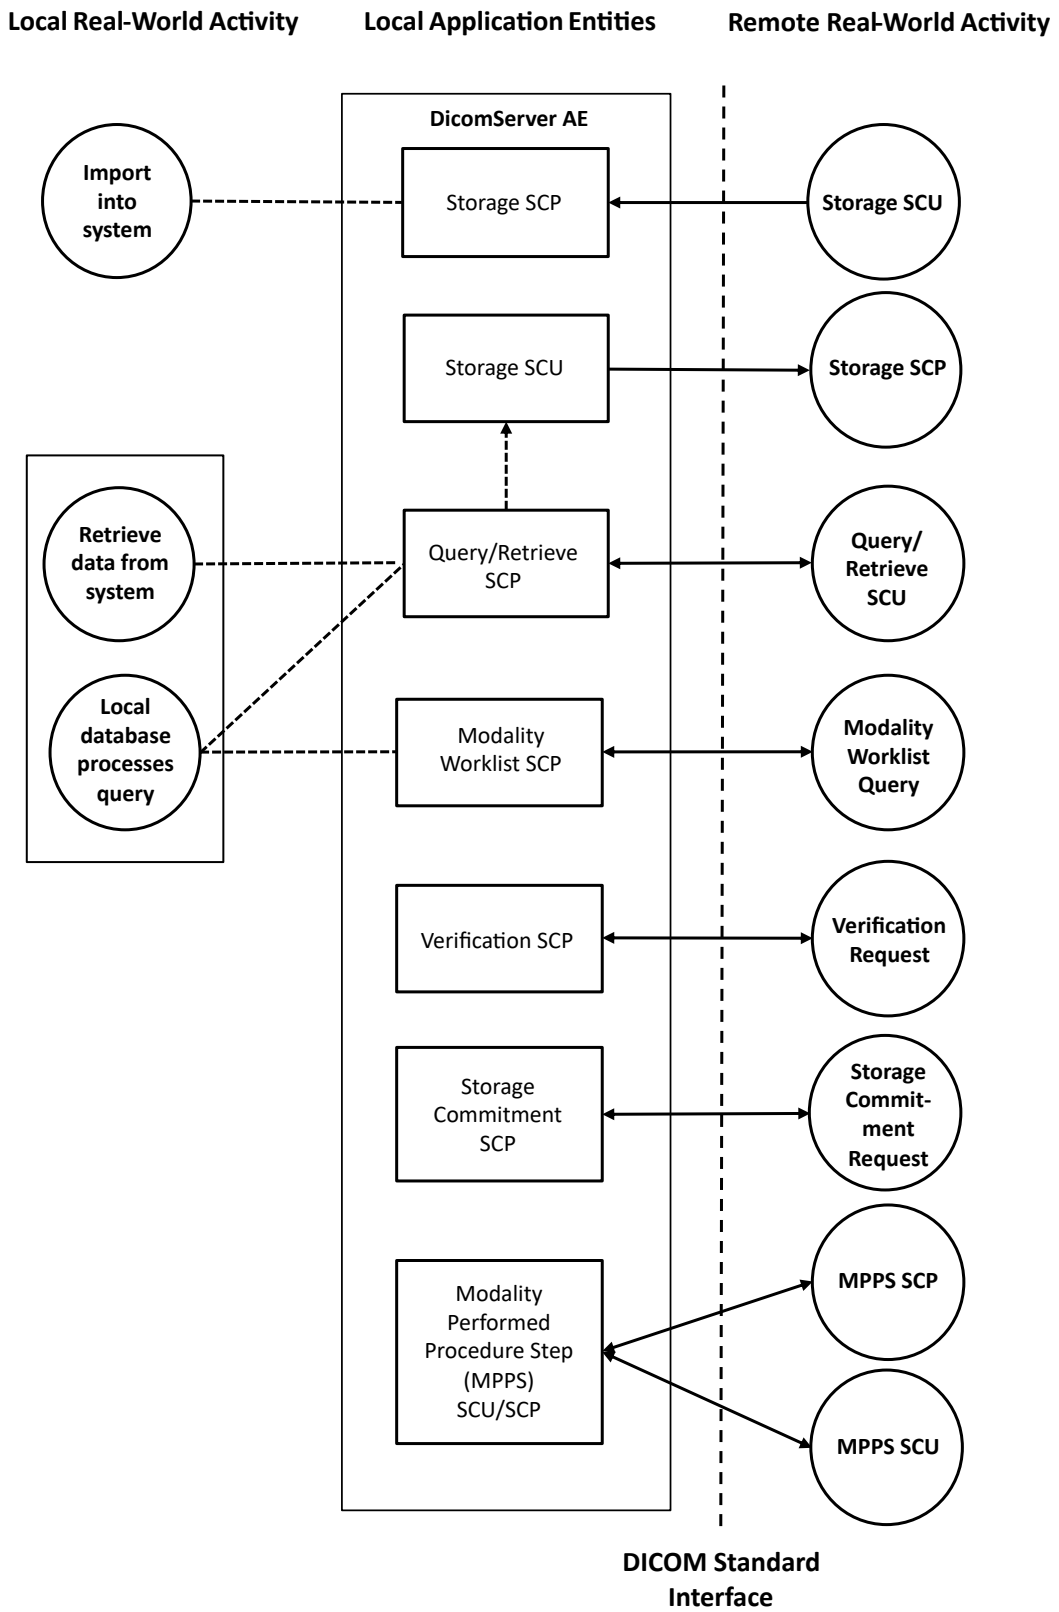 Local Real-World Activity
Local Application Entities
Remote Real-World Activity
DicomServer AE
Import
into
system
Storage SCP
Storage SCU
Storage SCU
Storage SCP
Retrieve
data from
system
Query/Retrieve
SCP
Query/
Retrieve
SCU
Local
database
processes
query
Modality
Worklist SCP
Modality
Worklist
Query
Verification SCP
Verification
Request
Storage
Commitment
SCP
Storage
Commit-
ment
Request
Modality
Performed
Procedure Step
(MPPS)
SCU/SCP
MPPS SCP
MPPS SCU
DICOM Standard
Interface